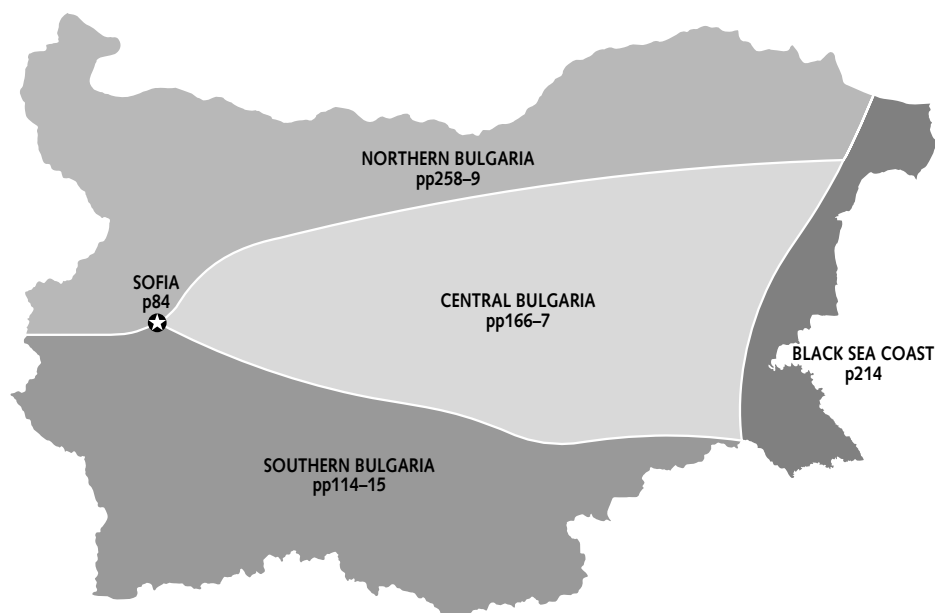 NORTHERN BULGARIA
pp258–9
SOFIA
p84
CENTRAL BULGARIA
pp166–7
BLACK SEA COAST
p214
SOUTHERN BULGARIA
pp114–15